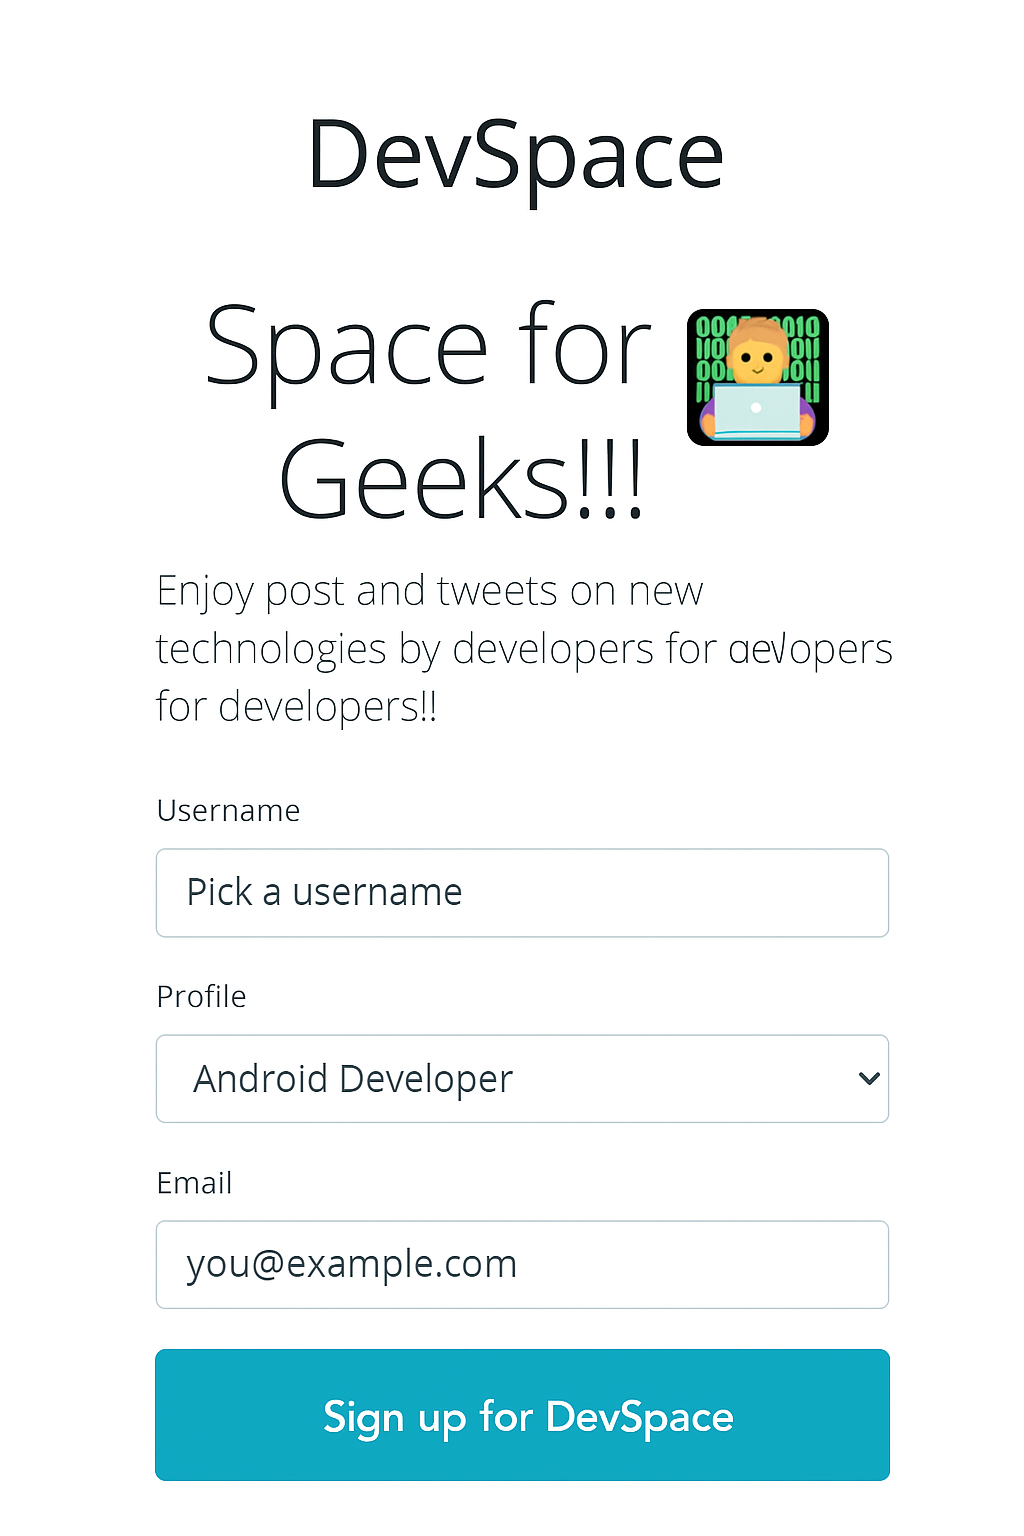 DevSpace
Space for
Geeks!!!
Enjoy post and tweets on new
technologies by developers for
for developers!!
Username
Pick a username
Profile
Android Developer
Email
you@example.com
Sign up for DevSpace